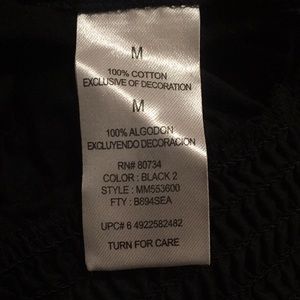 M
100% COTTON
EXCLUSIVE OF DECORATION
M
100% ALGODON
EXCLUYENDO DECORACION
RN# 80734
COLOR : BLACK 2
STYLE : MM553600
FTY : B894SEA
UPC# 6 4922582482
TURN FOR CARE